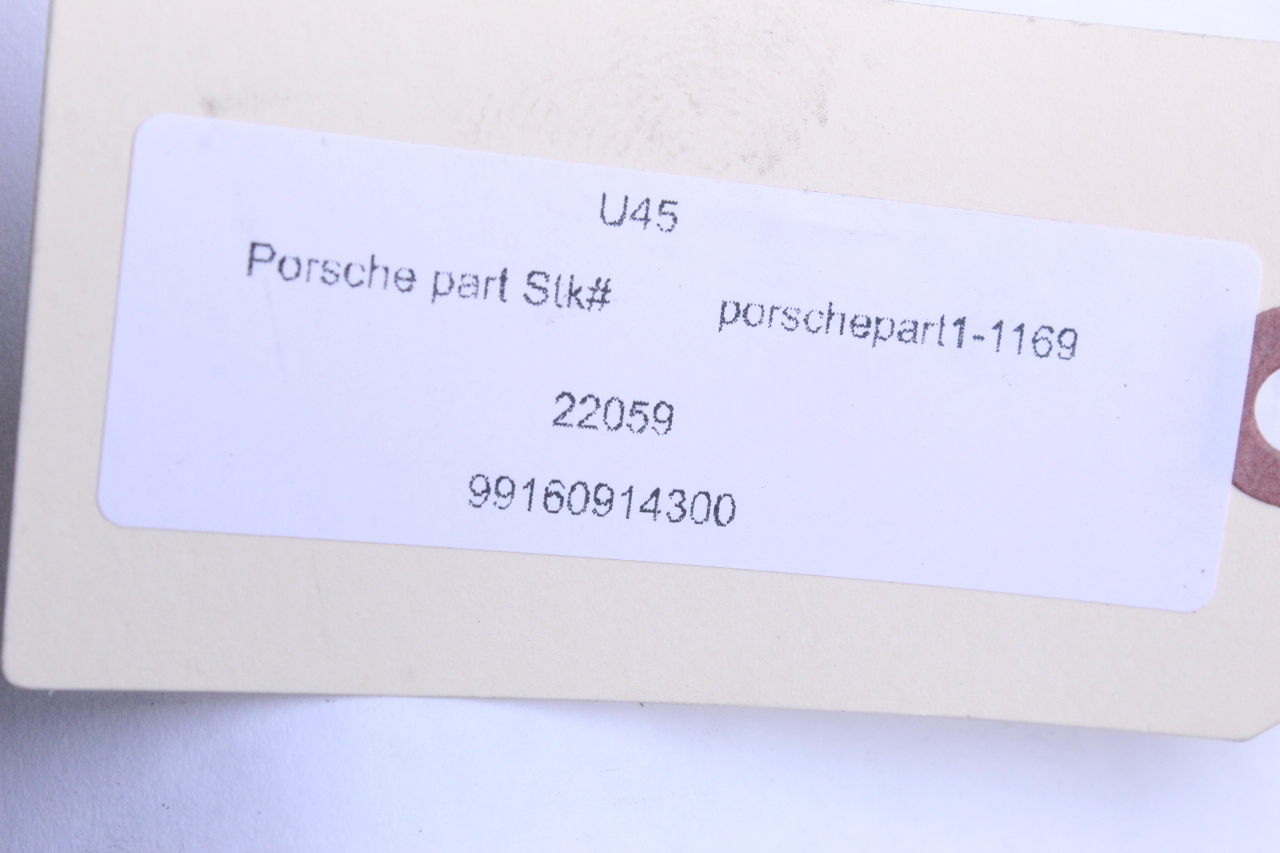 U45
Porsche part Stk# porschepart1-1169
22059
99160914300